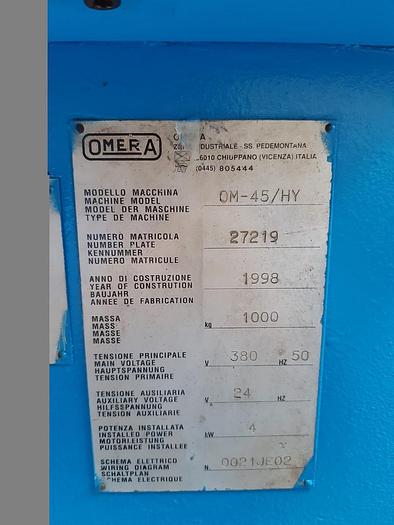 OMERA
INDUSTRIALE - SS. PEDEMONTANA
6010 CHIUPPANO (VICENZA) ITALIA
(0445) 805444
MODELLO MACCHINA
MACHINE MODEL OM-45/HY
MODEL DER MASCHINE
TYPE DE MACHINE
NUMERO MATRICOLA
NUMBER PLATE 27219
KENNUMMER
NUMERO MATRICULE
ANNO DI COSTRUZIONE
YEAR OF CONSTRUTION 1998
BAUJAHR
ANNEE DE FABRICATION
MASSA
MASS kg 1000
MASSE
MASSE
TENSIONE PRINCIPALE
MAIN VOLTAGE V 380 HZ 50
HAUPTSPANNUNG
TENSION PRIMAIRE
TENSIONE AUSILIARIA
AUXILIARY VOLTAGE V 24 HZ
HILFSSPANNUNG
TENSION AUXILIARIE
POTENZA INSTALLATA
INSTALLED POWER kW 4
MOTORLEISTUNG
PUISSANCE INSTALLEE
SCHEMA ELETTRICO
WIRING DIAGRAM N. 0021JE02
SCHALTPLAN
SCHEMA ELECTRIQUE